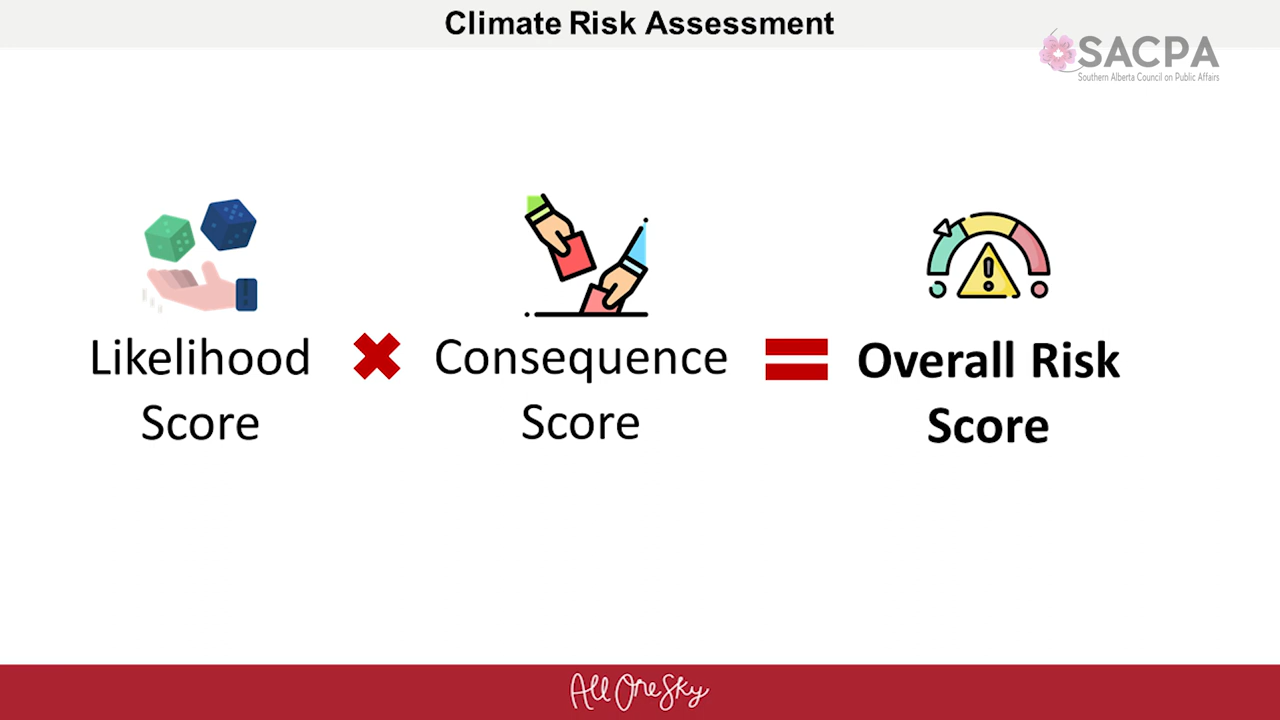 Climate Risk Assessment
SACPA
Southern Alberta Council on Public Affairs
Likelihood
Score
Consequence
Score
Overall Risk
Score
All One Sky